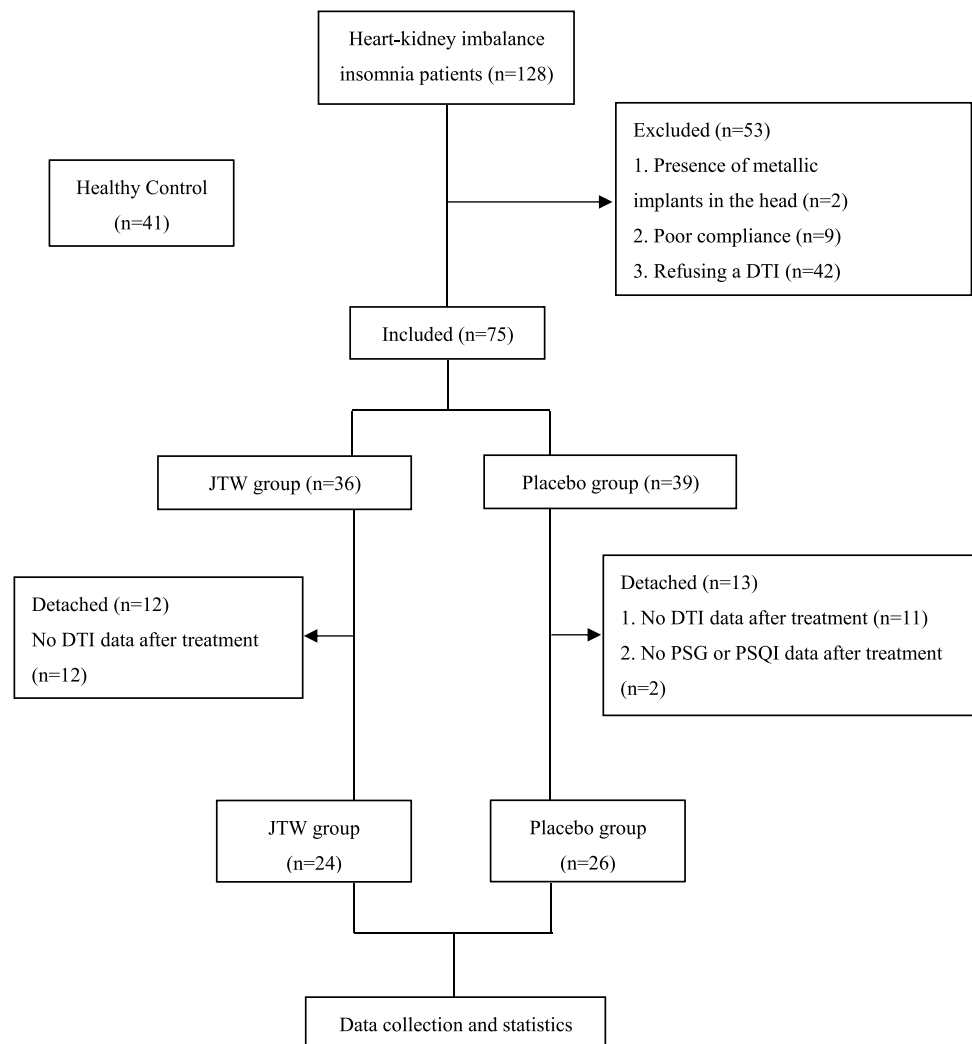 Heart-kidney imbalance
insomnia patients (n=128)
Excluded (n=53)
1. Presence of metallic
implants in the head (n=2)
2. Poor compliance (n=9)
3. Refusing a DTI (n=42)
Healthy Control
(n=41)
Included (n=75)
JTW group (n=36)
Placebo group (n=39)
Detached (n=12)
No DTI data after treatment
(n=12)
Detached (n=13)
1. No DTI data after treatment (n=11)
2. No PSG or PSQI data after treatment
(n=2)
JTW group
(n=24)
Placebo group
(n=26)
Data collection and statistics